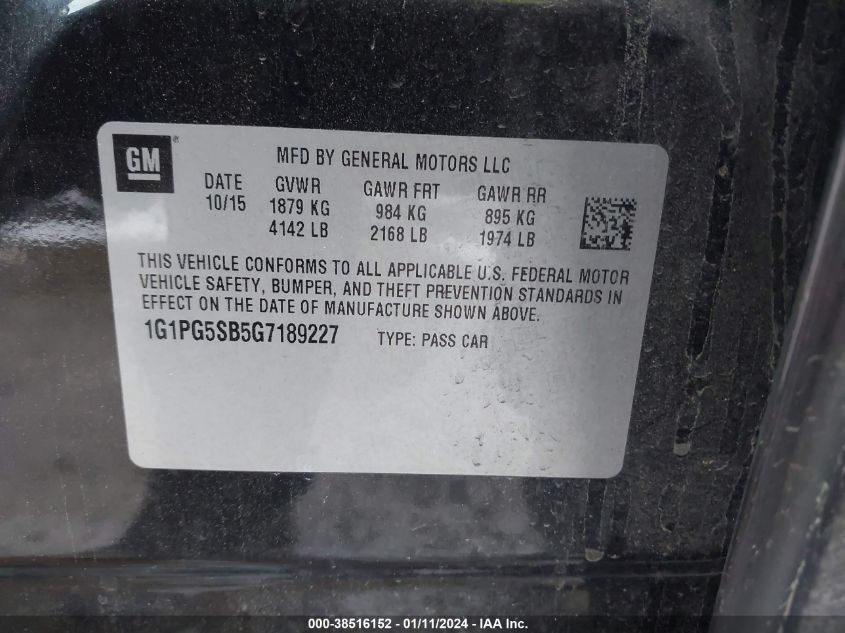 GM ®
MFD BY GENERAL MOTORS LLC
DATE GVWR GAWR FRT GAWR RR
10/15 1879 KG 984 KG 895 KG
4142 LB 2168 LB 1974 LB
THIS VEHICLE CONFORMS TO ALL APPLICABLE U.S. FEDERAL MOTOR
VEHICLE SAFETY, BUMPER, AND THEFT PREVENTION STANDARDS IN
EFFECT ON THE DATE OF MANUFACTURE SHOWN ABOVE.
1G1PG5SB5G7189227 TYPE: PASS CAR
000-38516152 - 01/11/2024 - IAA Inc.